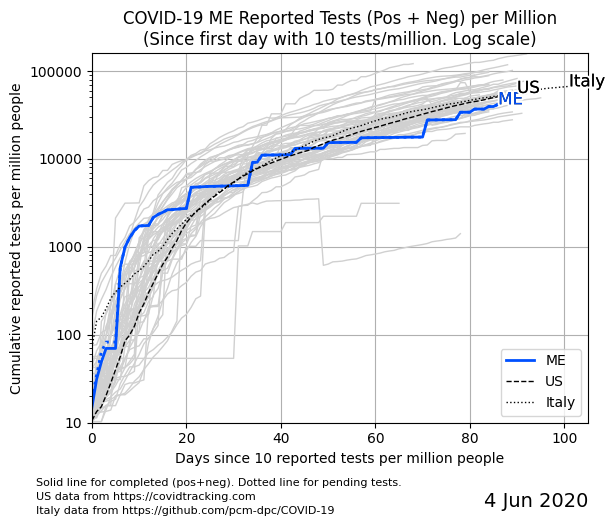 COVID-19 ME Reported Tests (Pos + Neg) per Million
(Since first day with 10 tests/million. Log scale)
Cumulative reported tests per million people
100000
10000
1000
100
10
US
Italy
ME
ME
US
Italy
0
20
40
60
80
100
Days since 10 reported tests per million people
Solid line for completed (pos+neg). Dotted line for pending tests.
US data from https://covidtracking.com
Italy data from https://github.com/pcm-dpc/COVID-19
4 Jun 2020